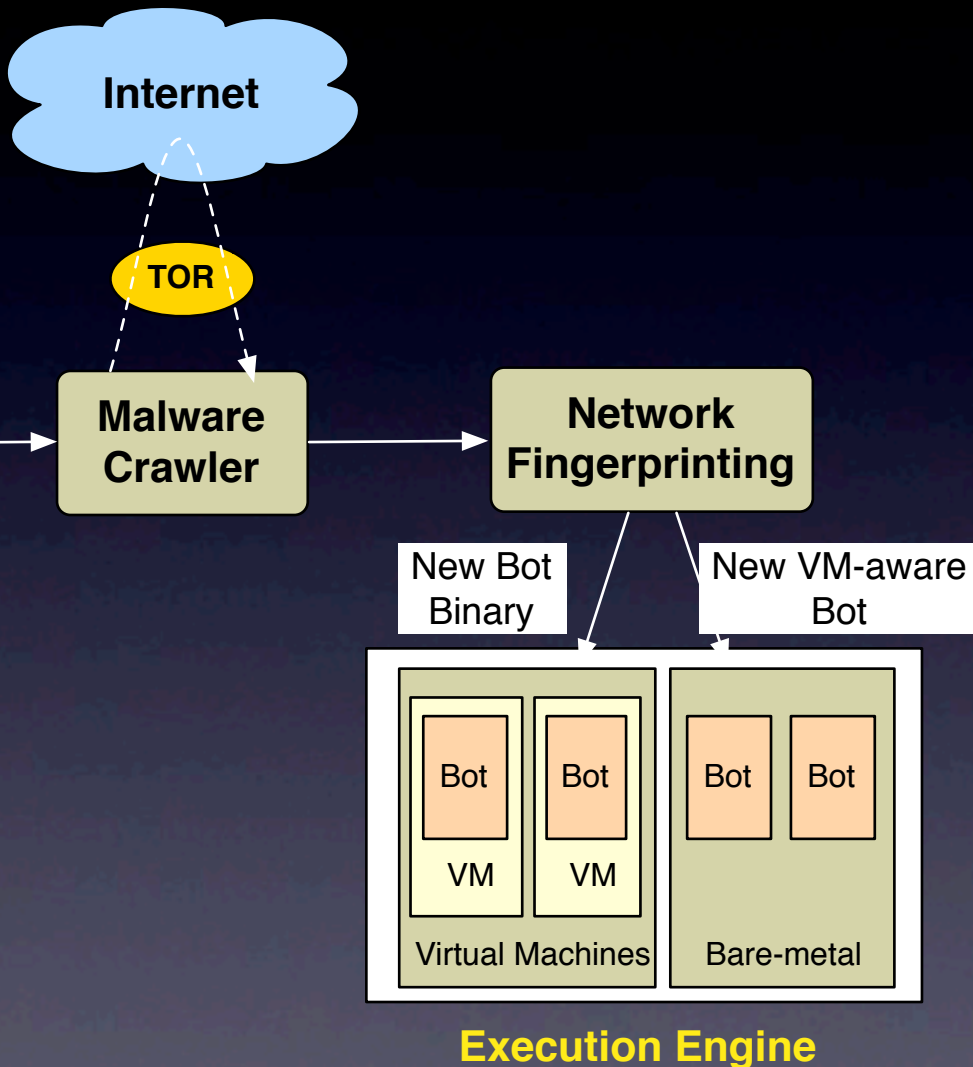 Internet
TOR
Malware
Crawler
Network
Fingerprinting
New Bot
Binary
New VM-aware
Bot
Bot
VM
Bot
VM
Virtual Machines
Bot
Bot
Bare-metal
Execution Engine